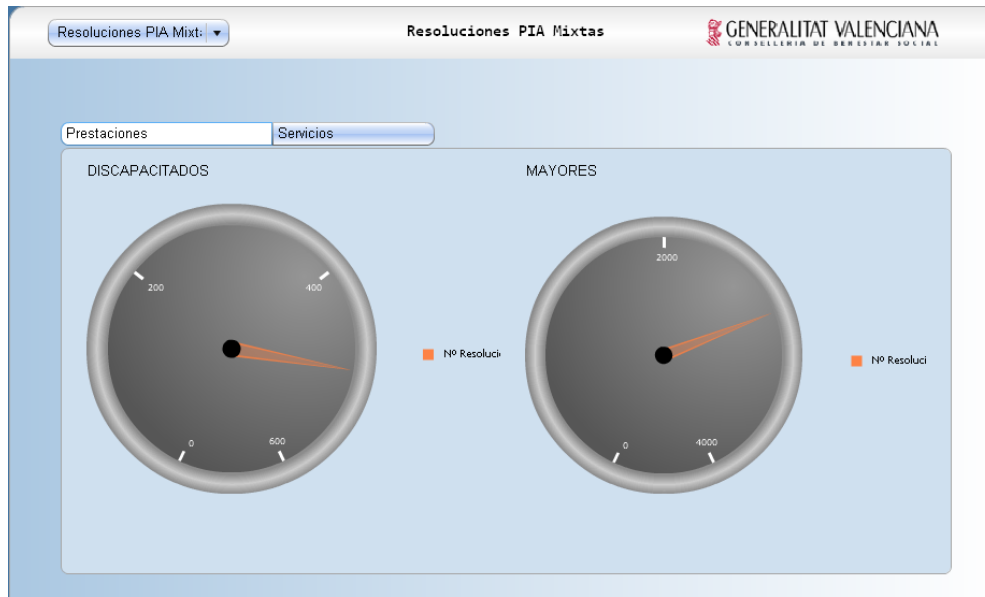 Resoluciones PIA Mixt
Resoluciones PIA Mixtas
GENERALITAT VALENCIANA
CONSELLERIA DE BENESTAR SOCIAL
Prestaciones
Servicios
DISCAPACITADOS
MAYORES
200
400
0
600
Nº Resoluci
2000
0
4000
Nº Resoluci